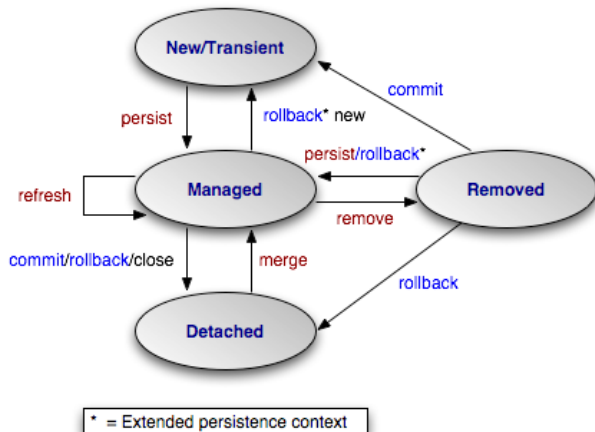 New/Transient
commit
persist
rollback* new
persist/rollback*
refresh
Managed
Removed
remove
commit/rollback/close
merge
rollback
Detached
* = Extended persistence context